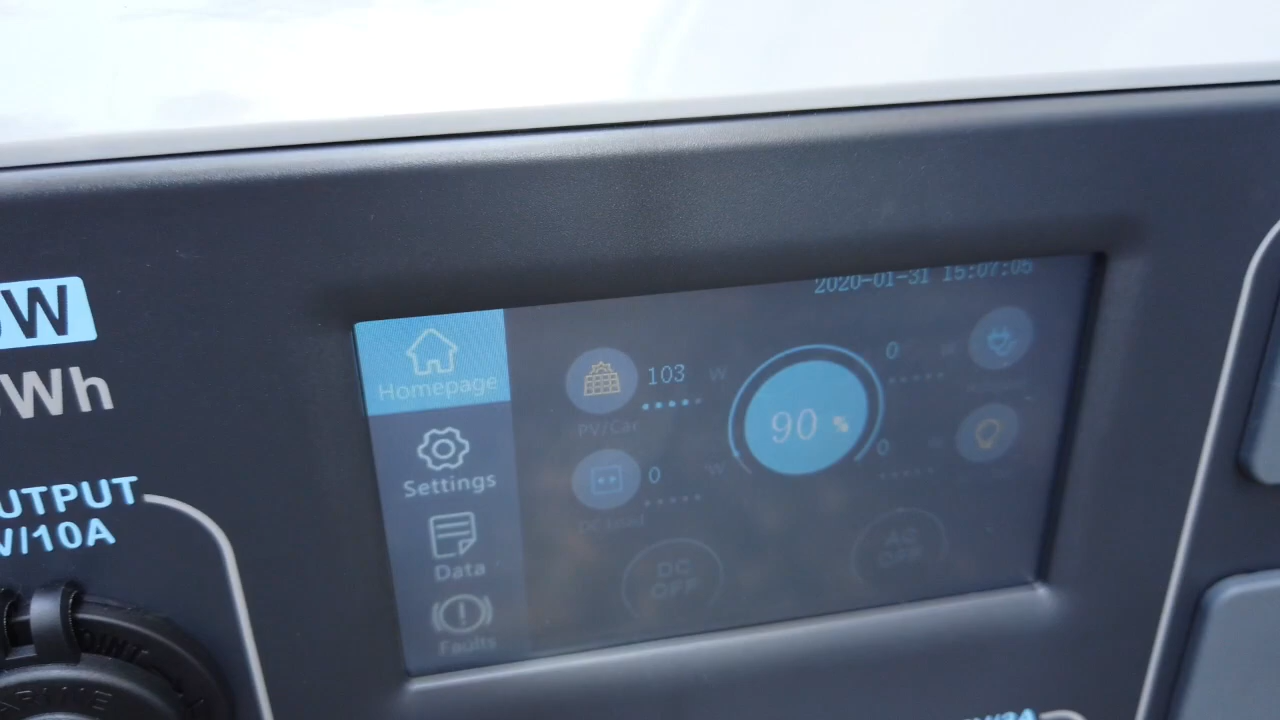 W
Wh
UTPUT
V/10A
2020-01-31 15:07:05
Homepage
103 W
0
PV/Car
90 %
Settings
0 W
0
DC Load
Data
DC
OFF
AC
OFF
Faults